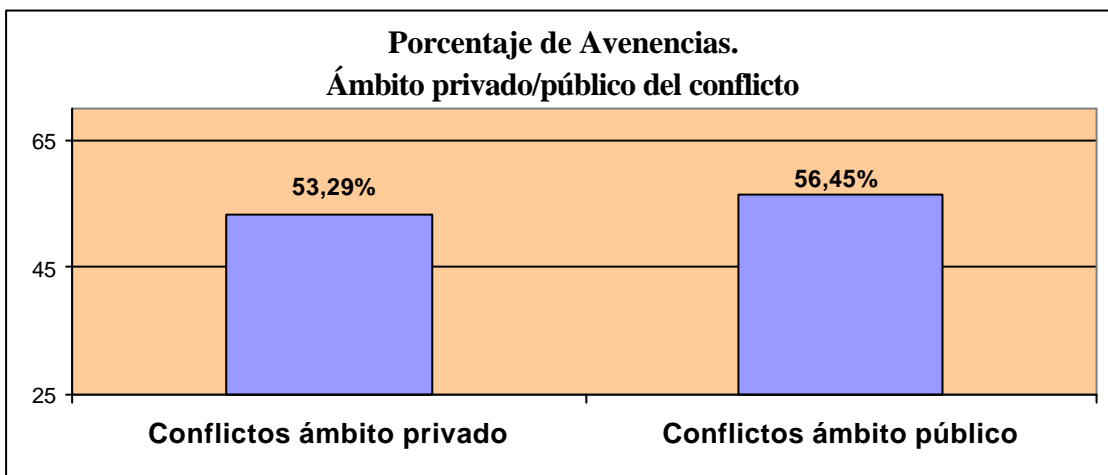 Porcentaje de Avenencias.
Ámbito privado/público del conflicto
65
53,29%
56,45%
45
25
Conflictos ámbito privado
Conflictos ámbito público